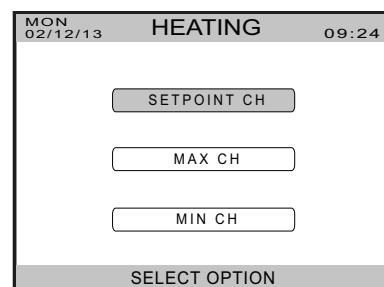 MON
02/12/13
HEATING
09:24
SETPOINT CH
MAX CH
MIN CH
SELECT OPTION